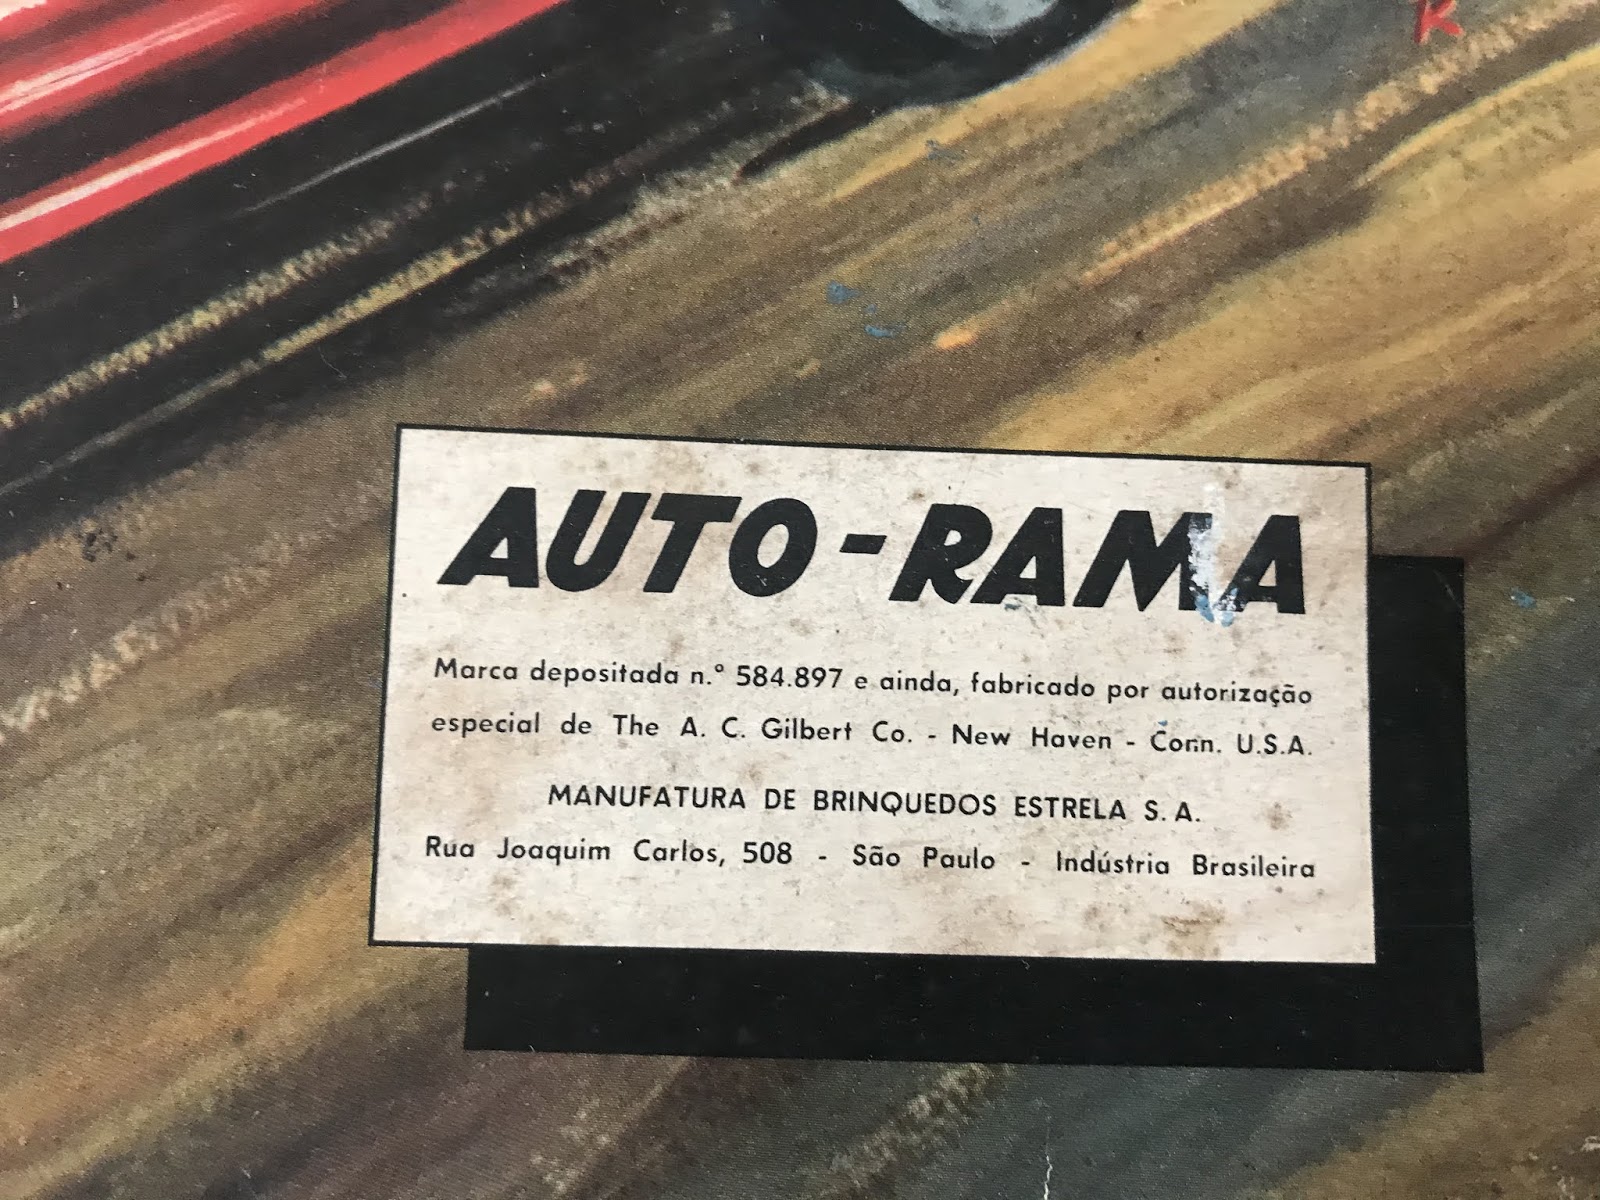 R
AUTO-RAMA
Marca depositada n.º 584.897 e ainda, fabricado por autorização
especial de The A. C. Gilbert Co. - New Haven - Conn. U.S.A.
MANUFATURA DE BRINQUEDOS ESTRELA S. A.
Rua Joaquim Carlos, 508 - São Paulo - Indústria Brasileira